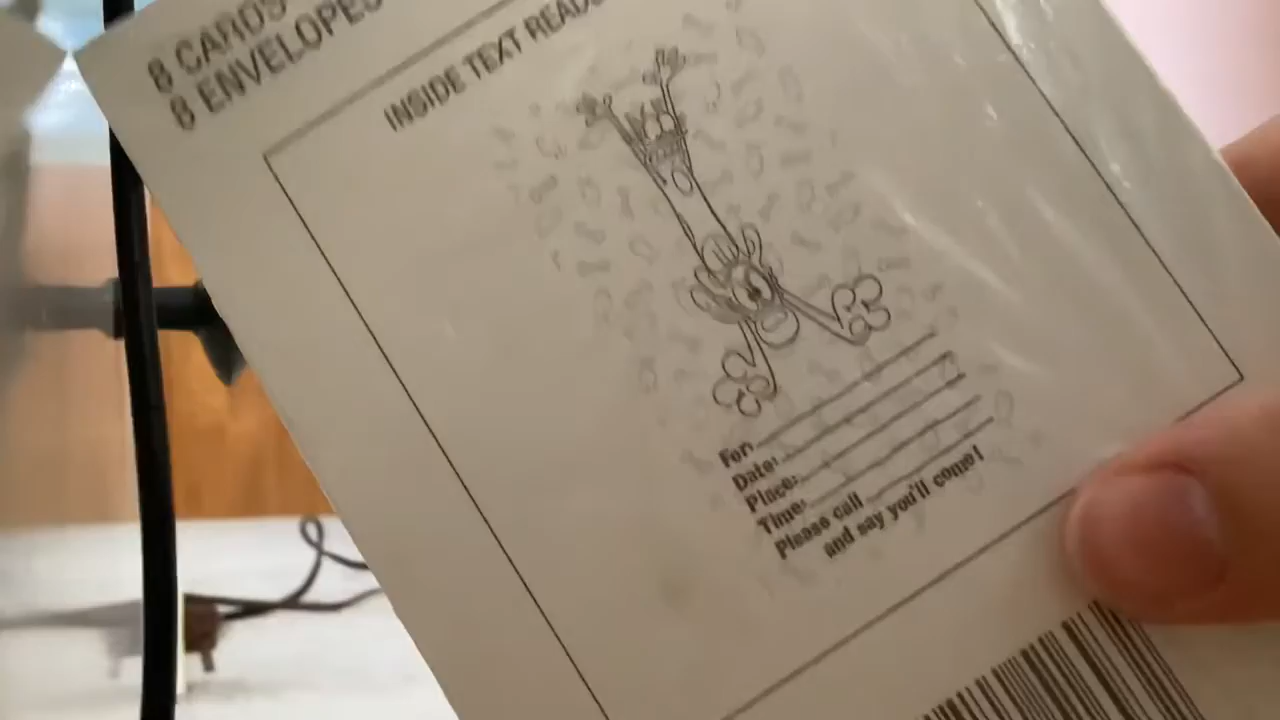 8 CARDS
8 ENVELOPES
INSIDE TEXT READS
For:
Date:
Place:
Time:
Please call
and say you'll come!